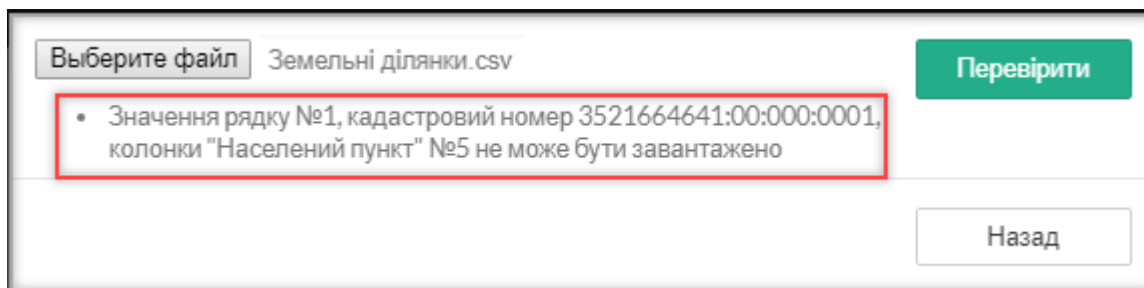 Выберите файл Земельні ділянки.csv Перевірити
• Значення рядку №1, кадастровий номер 3521664641:00:000:0001,
колонки "Населений пункт" №5 не може бути завантажено
Назад